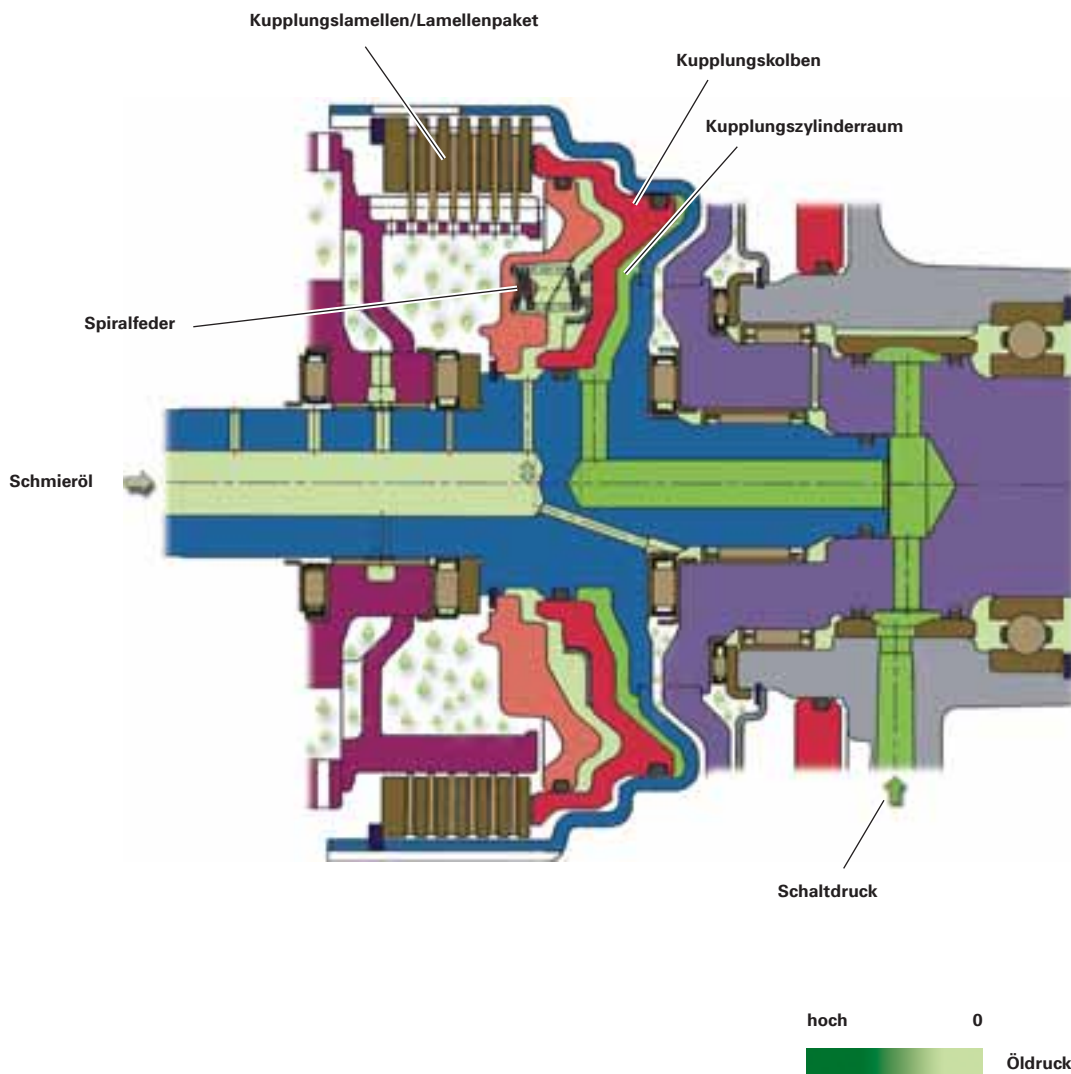 Kupplungslamellen/Lamellenpaket
Kupplungskolben
Kupplungszylinderraum
Spiralfeder
Schmieröl
Schaltdruck
hoch 0
Öldruck